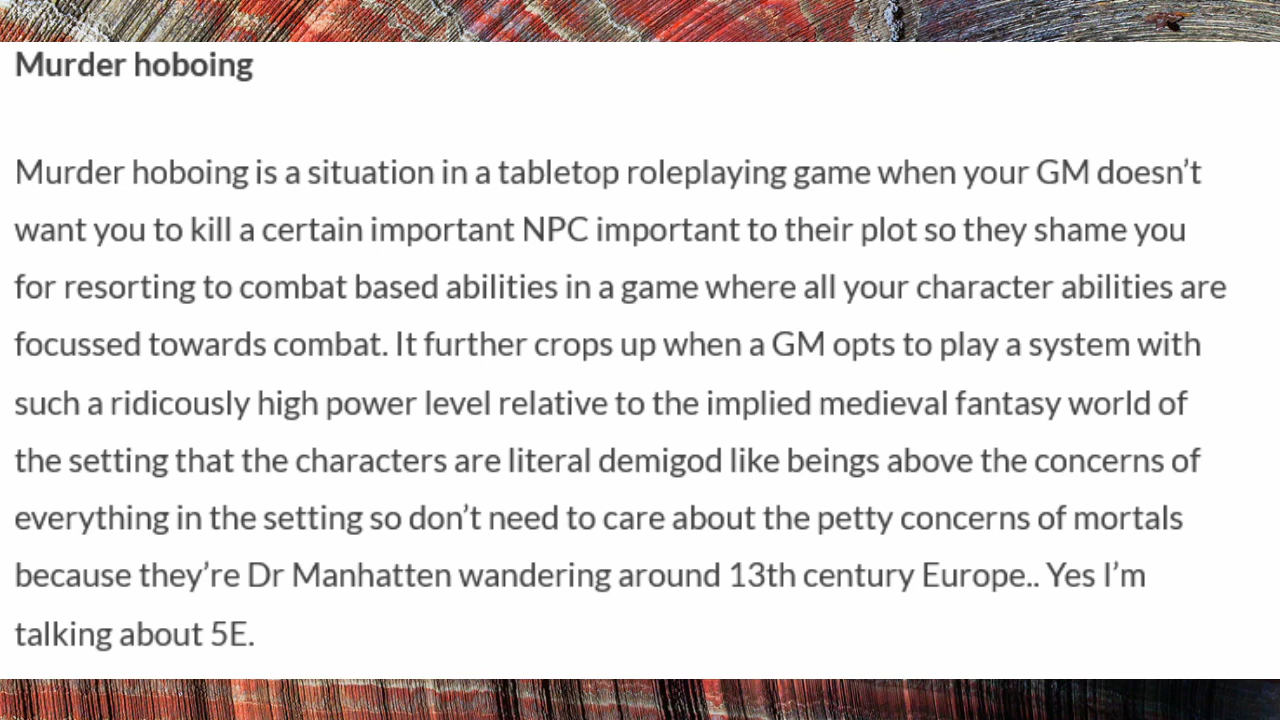 Murder hoboing
Murder hoboing is a situation in a tabletop roleplaying game when your GM doesn’t
want you to kill a certain important NPC important to their plot so they shame you
for resorting to combat based abilities in a game where all your character abilities are
focussed towards combat. It further crops up when a GM opts to play a system with
such a ridicously high power level relative to the implied medieval fantasy world of
the setting that the characters are literal demigod like beings above the concerns of
everything in the setting so don’t need to care about the petty concerns of mortals
because they’re Dr Manhatten wandering around 13th century Europe.. Yes I’m
talking about 5E.